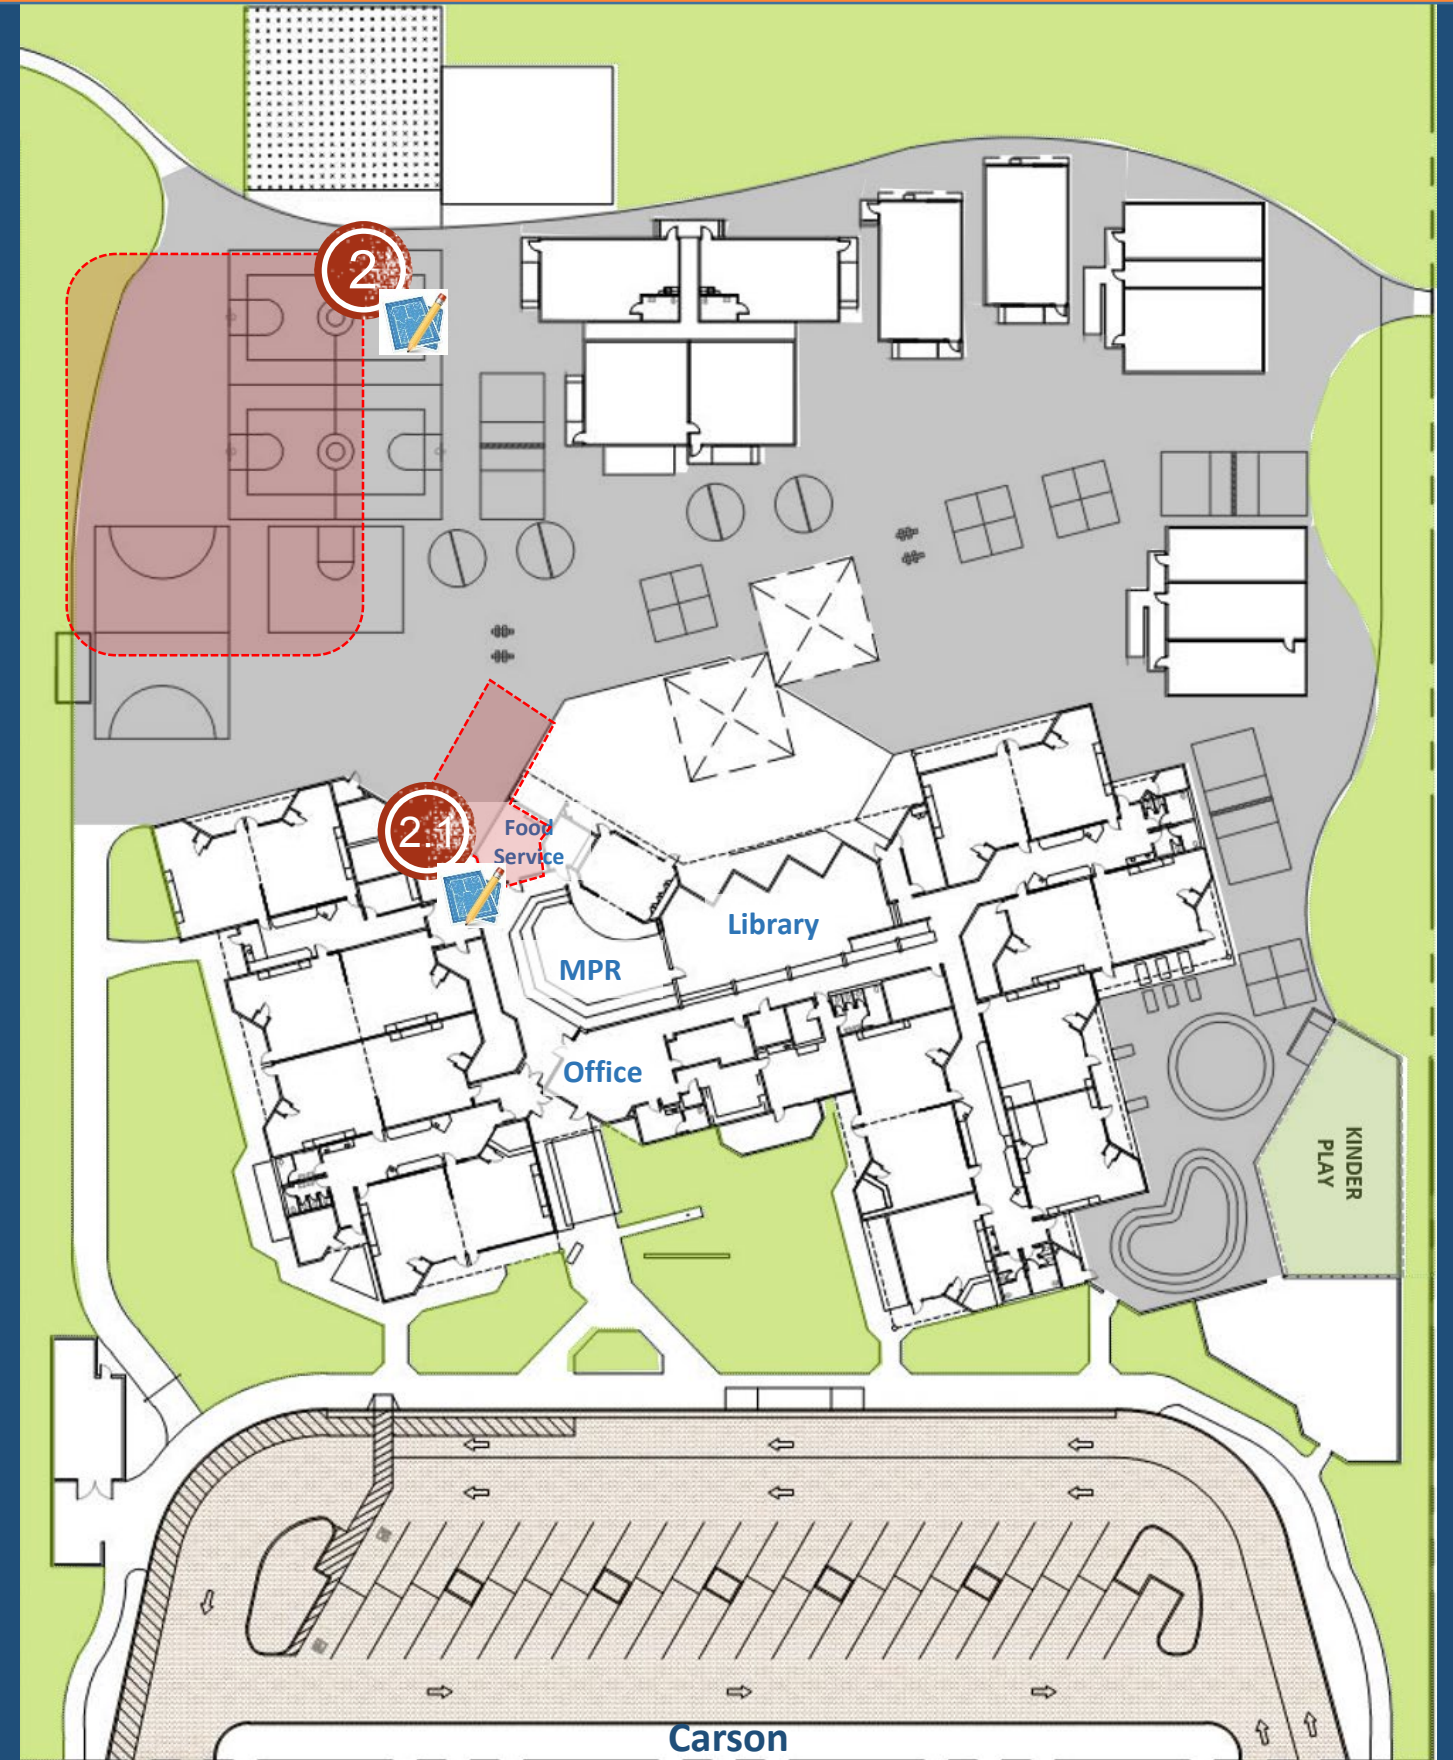 2
2.1
Food
Service
Library
MPR
Office
KINDER
PLAY
Carson